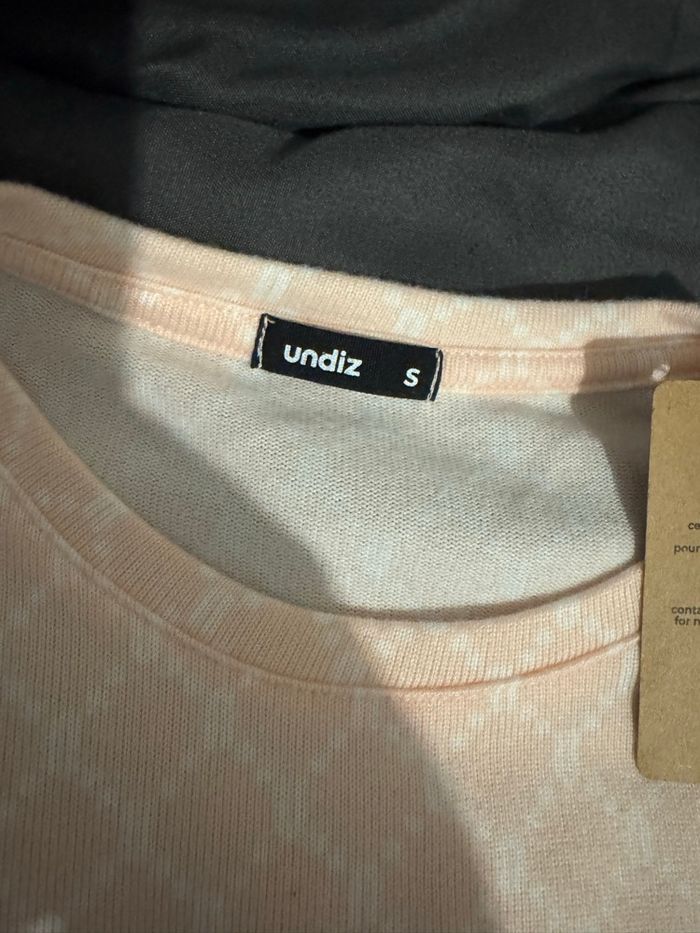 undiz S
ce
pour
conta
for n